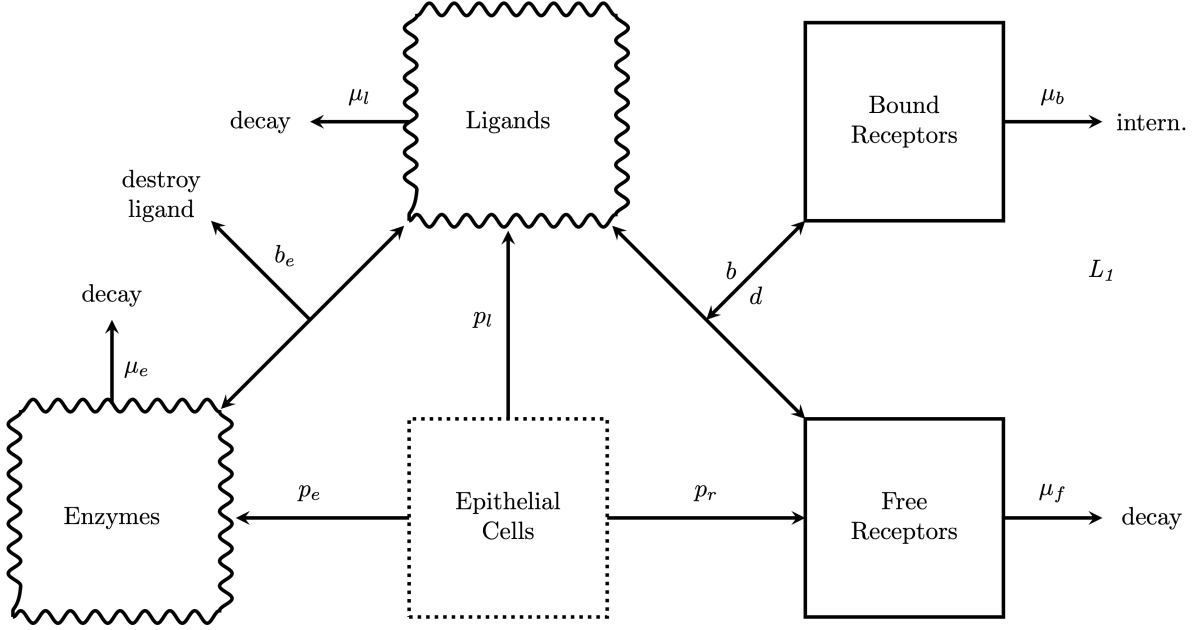 μ_l
decay
Ligands
Bound
Receptors
μ_b
intern.
destroy
ligand
b_e
b
d
L_1
decay
μ_e
p_l
Enzymes
p_e
Epithelial
Cells
p_r
Free
Receptors
μ_f
decay